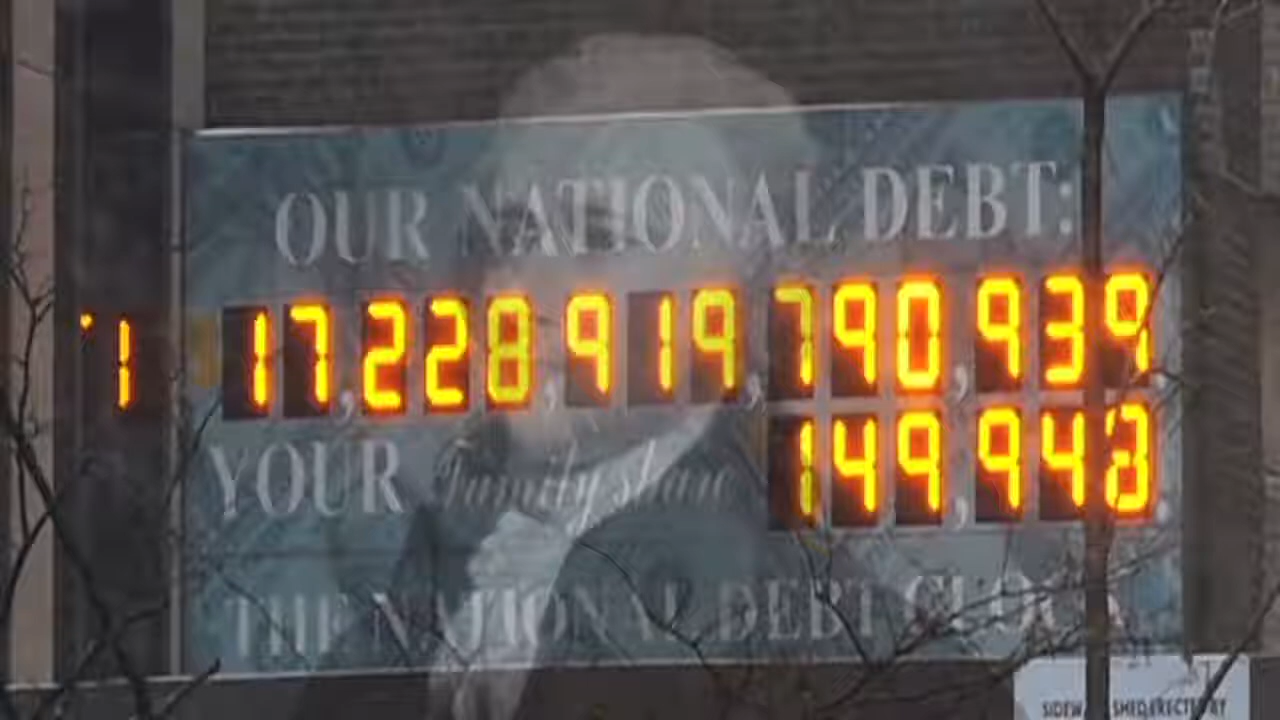 OUR NATIONAL DEBT:
17,228,919,790,939
YOUR Family share 149,943
THE NATIONAL DEBT CLOCK